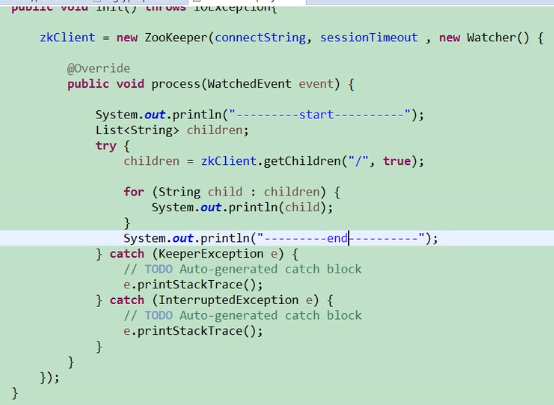 public void init() throws IOException{
zkClient = new ZooKeeper(connectString, sessionTimeout , new Watcher() {
@Override
public void process(WatchedEvent event) {
System.out.println("---------start----------");
List<String> children;
try {
children = zkClient.getChildren("/", true);
for (String child : children) {
System.out.println(child);
}
System.out.println("---------end----------");
} catch (KeeperException e) {
// TODO Auto-generated catch block
e.printStackTrace();
} catch (InterruptedException e) {
// TODO Auto-generated catch block
e.printStackTrace();
}
}
});
}